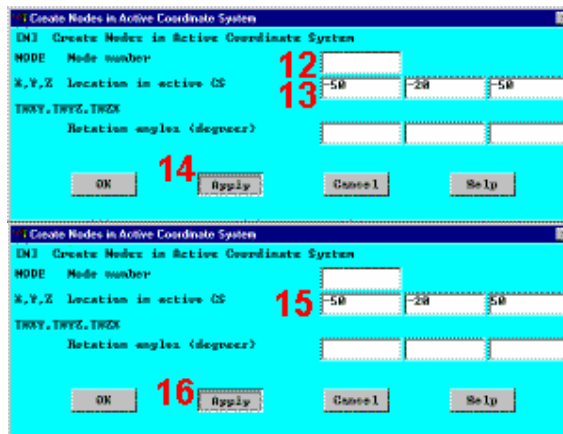 Create Nodes in Active Coordinate System
[N] Create Nodes in Active Coordinate System
NODE Node number
12
X,Y,Z Location in active CS
13 -50 -20 -50
THXY,THYZ,THZX
Rotation angles (degrees)
14
OK Apply Cancel Help
Create Nodes in Active Coordinate System
[N] Create Nodes in Active Coordinate System
NODE Node number
X,Y,Z Location in active CS
15 -50 -20 50
THXY,THYZ,THZX
Rotation angles (degrees)
OK 16 Apply Cancel Help